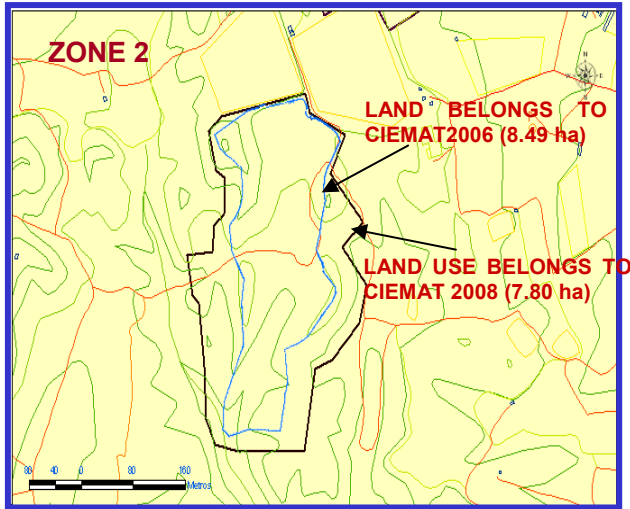 ZONE 2
N
E
LAND BELONGS TO
CIEMAT2006 (8.49 ha)
LAND USE BELONGS TO
CIEMAT 2008 (7.80 ha)
80 40 0 80 160
Metros